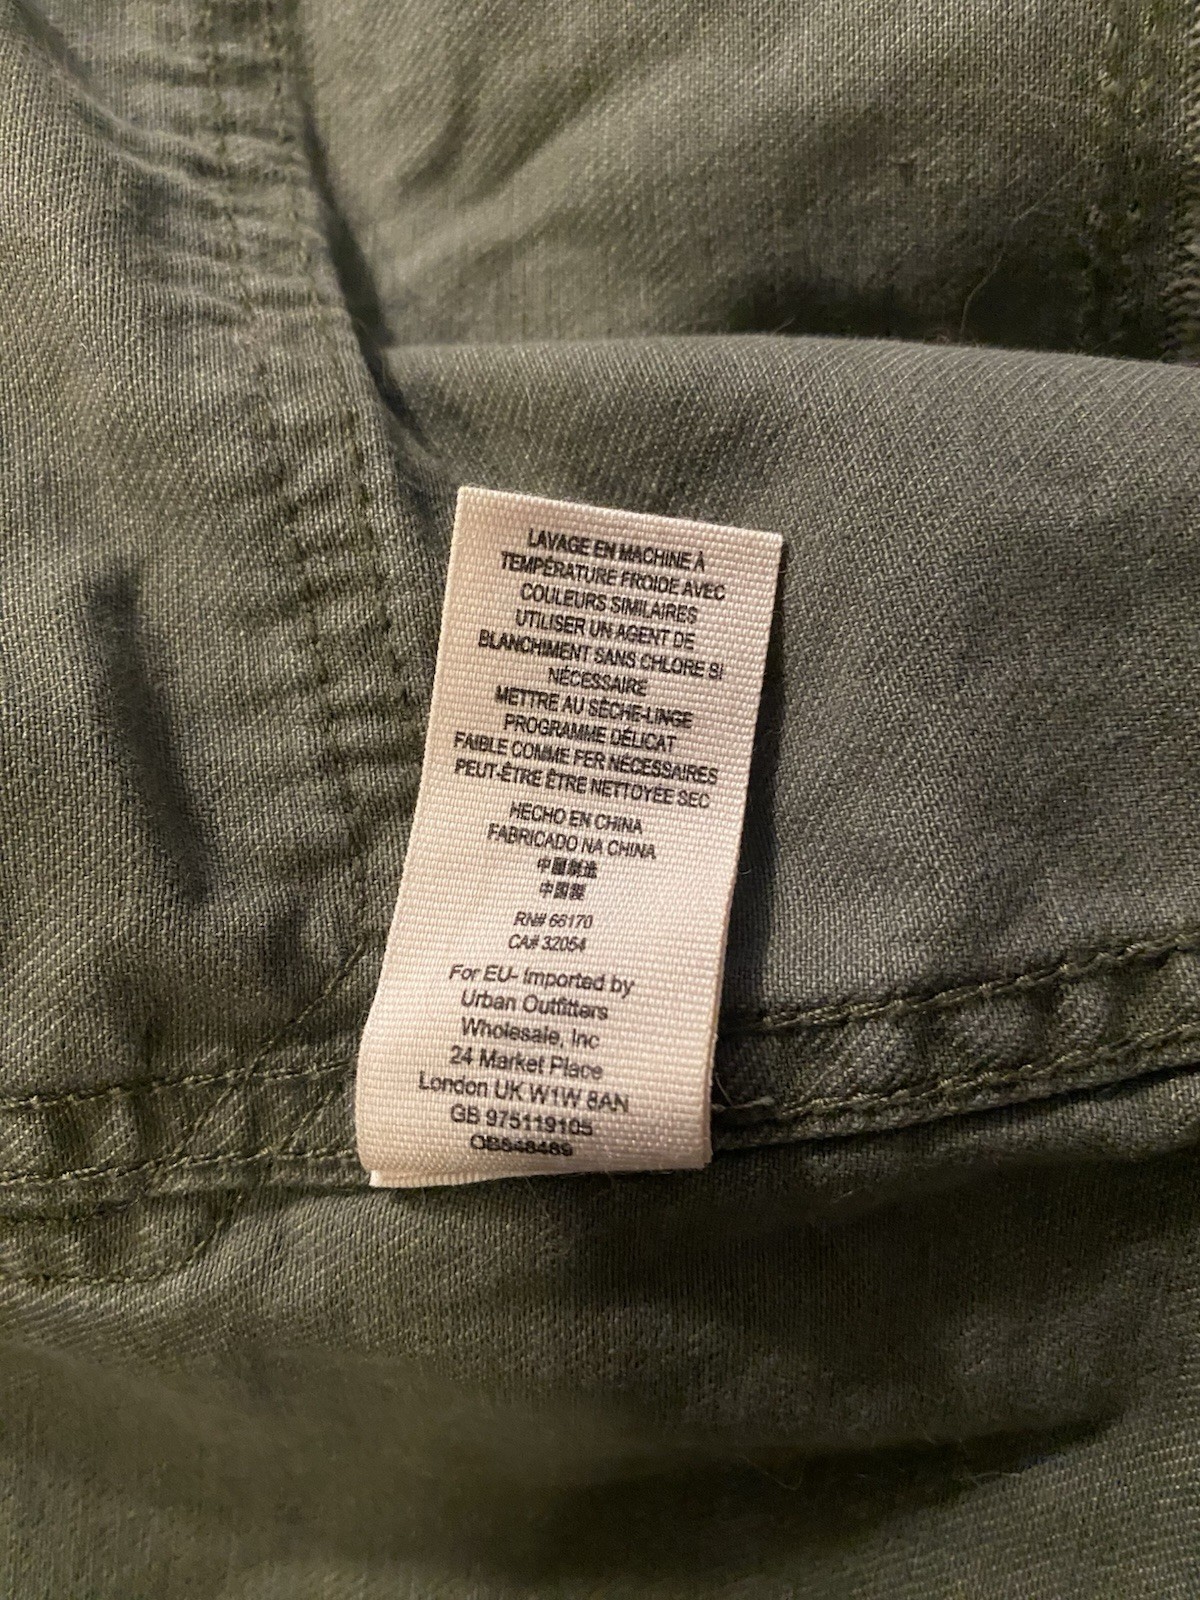 LAVAGE EN MACHINE À
TEMPÉRATURE FROIDE AVEC
COULEURS SIMILAIRES
UTILISER UN AGENT DE
BLANCHIMENT SANS CHLORE SI
NÉCESSAIRE
METTRE AU SÈCHE-LINGE
PROGRAMME DÉLICAT
FAIBLE COMME FER NÉCESSAIRES
PEUT-ÊTRE ÊTRE NETTOYÉE SEC
HECHO EN CHINA
FABRICADO NA CHINA
中國製造
中国製
RN# 66170
CA# 32054
For EU- Imported by
Urban Outfitters
Wholesale, Inc
24 Market Place
London UK W1W 8AN
GB 975119105
OB548489